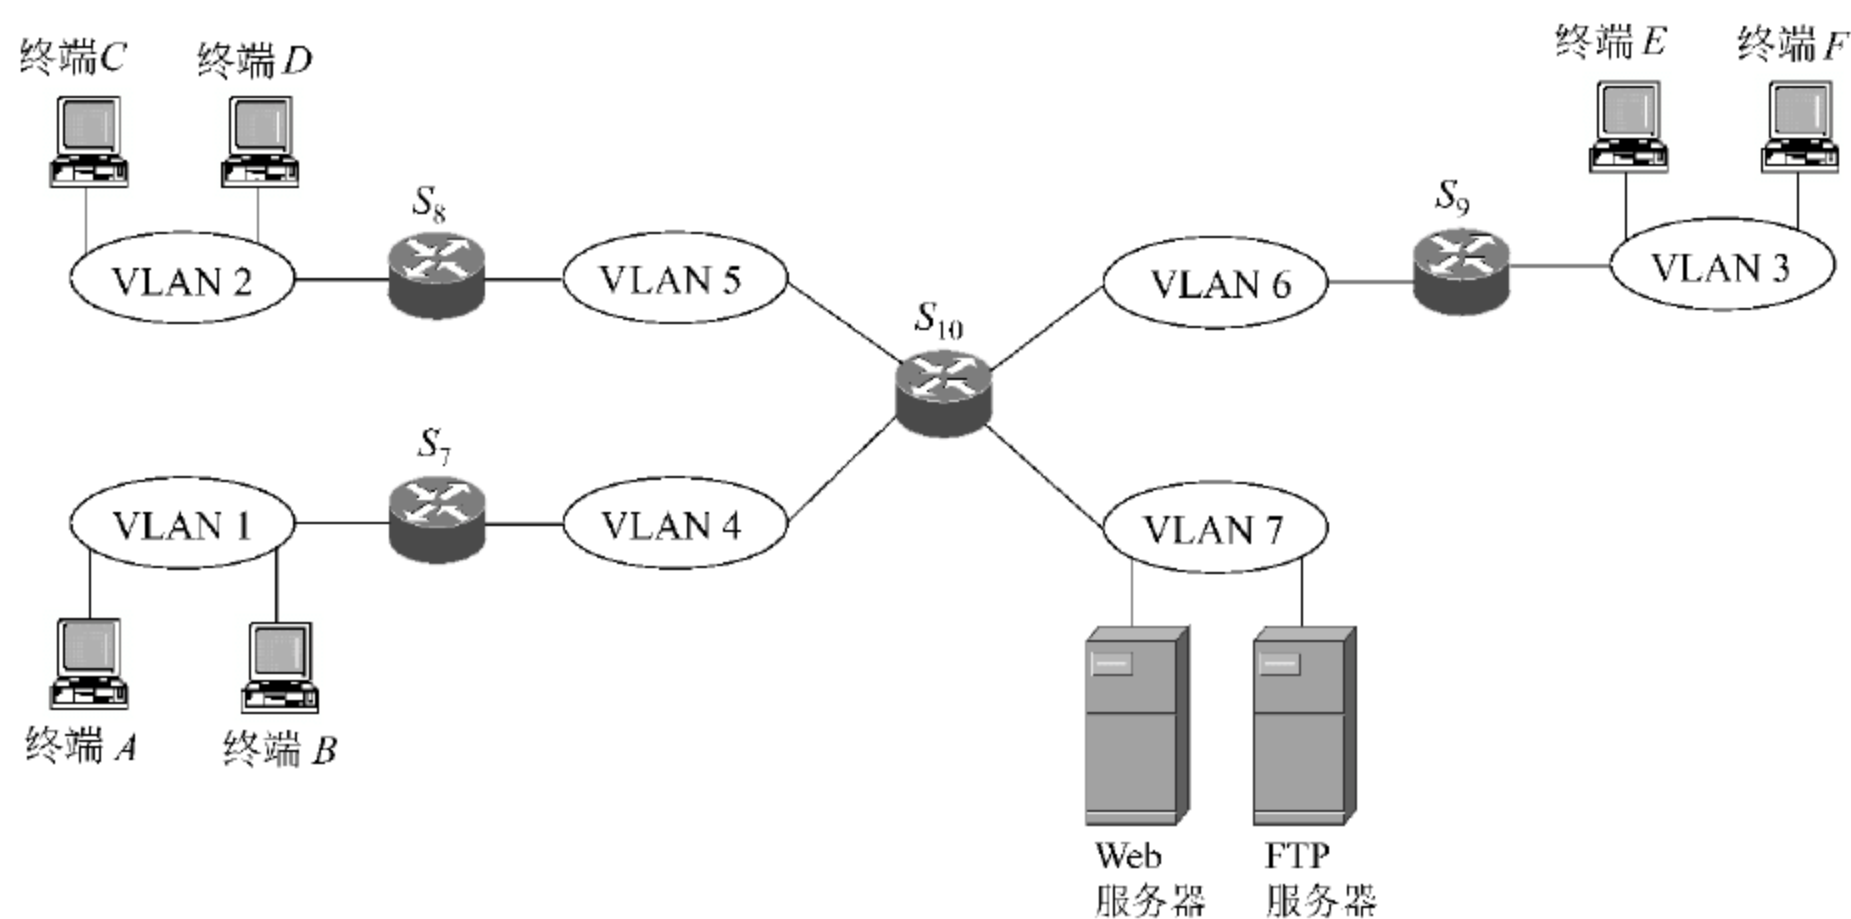 终端C
终端D
终端E
终端F
S8
S9
VLAN 2
VLAN 5
VLAN 6
VLAN 3
S10
S7
VLAN 1
VLAN 4
VLAN 7
终端A
终端B
Web
服务器
FTP
服务器